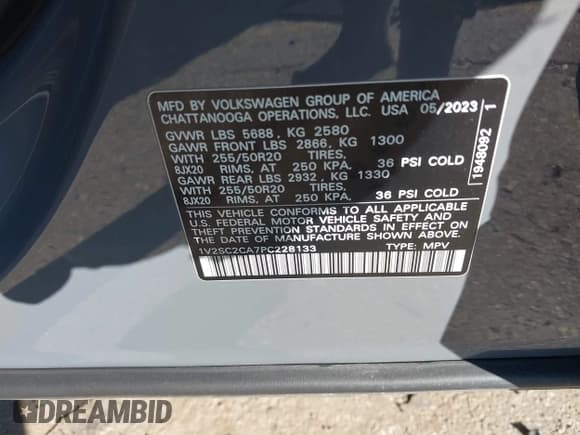 MFD BY VOLKSWAGEN GROUP OF AMERICA
CHATTANOOGA OPERATIONS, LLC. USA 05/2023
GVWR LBS 5688, KG 2580
GAWR FRONT LBS 2866, KG 1300
WITH 255/50R20 TIRES,
8JX20 RIMS, AT 250 KPA, 36 PSI COLD
GAWR REAR LBS 2932, KG 1330
WITH 255/50R20 TIRES,
8JX20 RIMS, AT 250 KPA. 36 PSI COLD
THIS VEHICLE CONFORMS TO ALL APPLICABLE
U.S. FEDERAL MOTOR VEHICLE SAFETY AND
THEFT PREVENTION STANDARDS IN EFFECT
ON THE DATE OF MANUFACTURE SHOWN ABOVE
1V2SC2CA7PC228133 TYPE: MPV
1948092 1
DREAMBID